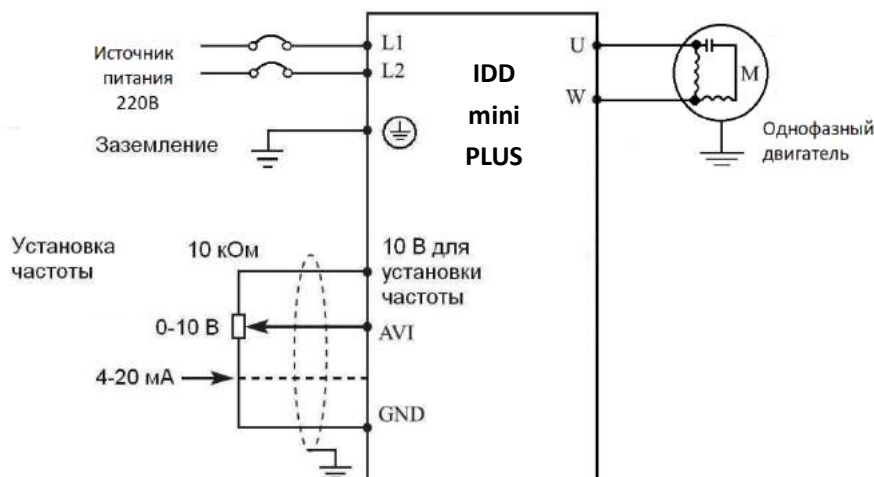 Источник
питания
220В
L1
L2
Заземление
IDD
mini
PLUS
U
W
M
Однофазный
двигатель
Установка
частоты
10 кОм
10 В для
установки
частоты
0-10 В
AVI
4-20 мА
GND